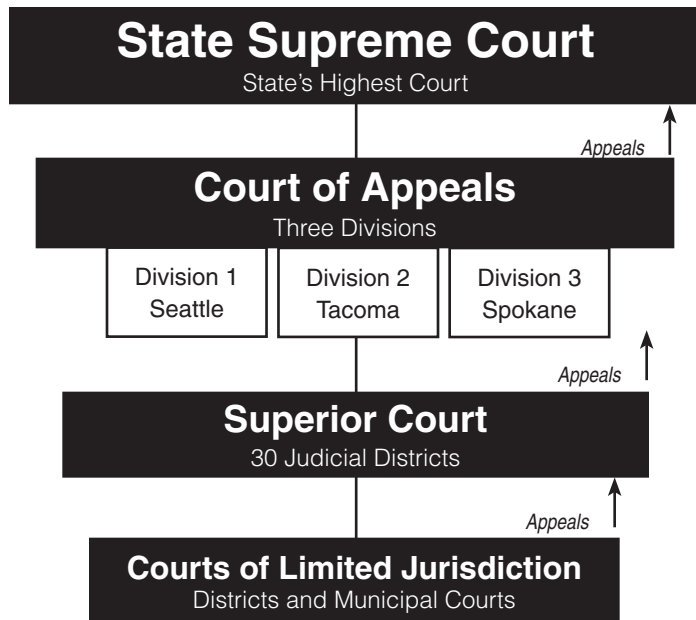 State Supreme Court
State’s Highest Court
Appeals
Court of Appeals
Three Divisions
Division 1
Seattle
Division 2
Tacoma
Division 3
Spokane
Appeals
Superior Court
30 Judicial Districts
Appeals
Courts of Limited Jurisdiction
Districts and Municipal Courts